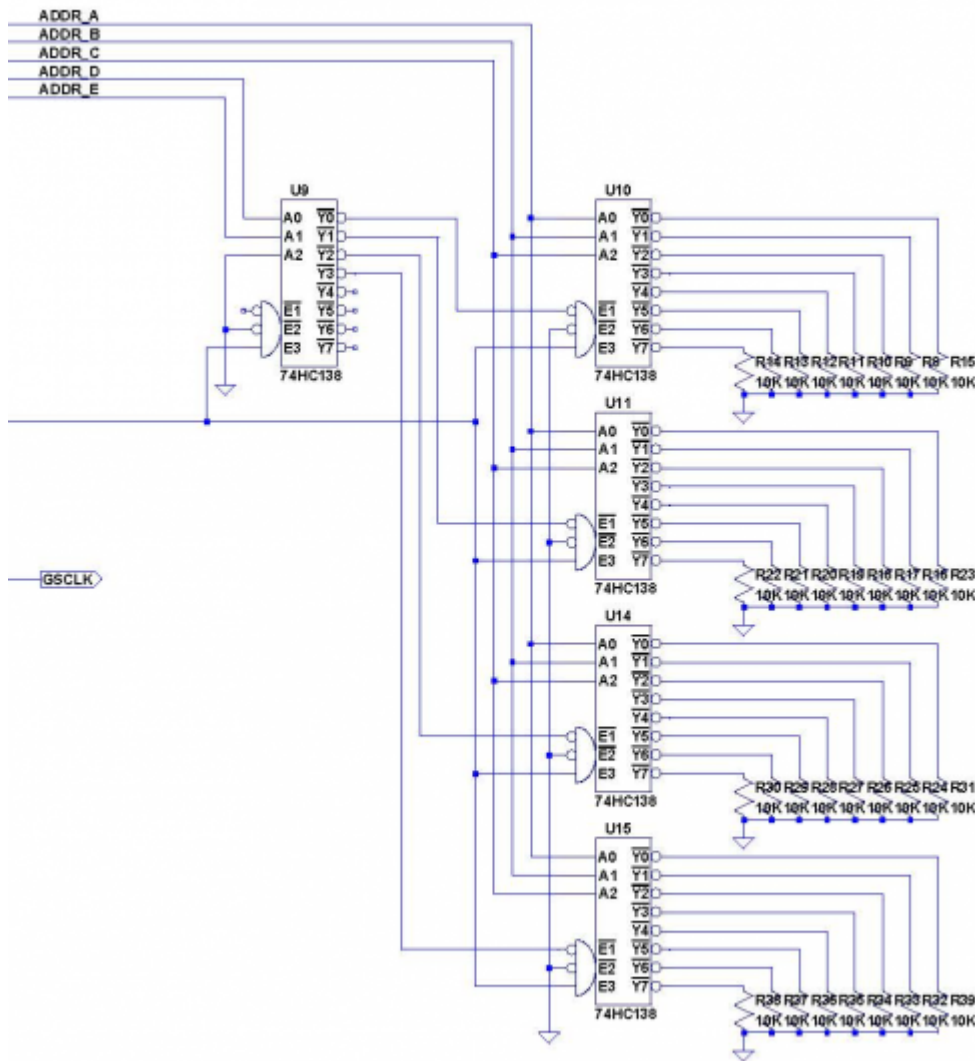 ADDR_A
ADDR_B
ADDR_C
ADDR_D
ADDR_E
U9
A0 Y0
A1 Y1
A2 Y2
Y3
Y4
E1 Y5
E2 Y6
E3 Y7
74HC138
U10
A0 Y0
A1 Y1
A2 Y2
Y3
Y4
E1 Y5
E2 Y6
E3 Y7
74HC138
R14 R13 R12 R11 R10 R9 R8 R15
10K 10K 10K 10K 10K 10K 10K 10K
U11
A0 Y0
A1 Y1
A2 Y2
Y3
Y4
E1 Y5
E2 Y6
E3 Y7
74HC138
R22 R21 R20 R19 R18 R17 R16 R23
10K 10K 10K 10K 10K 10K 10K 10K
GSCLK
U14
A0 Y0
A1 Y1
A2 Y2
Y3
Y4
E1 Y5
E2 Y6
E3 Y7
74HC138
R30 R29 R28 R27 R26 R25 R24 R31
10K 10K 10K 10K 10K 10K 10K 10K
U15
A0 Y0
A1 Y1
A2 Y2
Y3
Y4
E1 Y5
E2 Y6
E3 Y7
74HC138
R37 R35 R34 R33 R32 R39
10K 10K 10K 10K 10K 10K 10K 10K